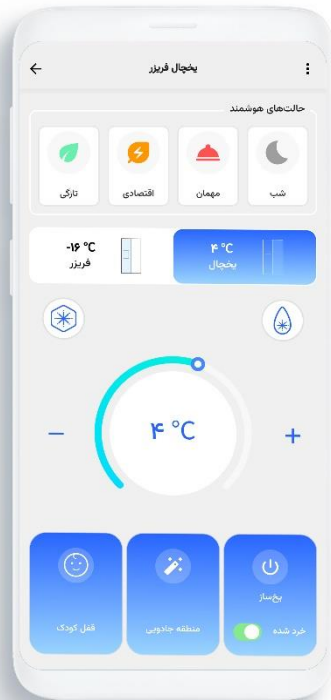 یخچال فریزر
حالت‌های هوشمند
شب
مهمان
اقتصادی
تازگی
۴ °C
یخچال
-۱۶ °C
فریزر
− ۴ °C +
یخ‌ساز
خرد شده
منطقه جادویی
قفل کودک